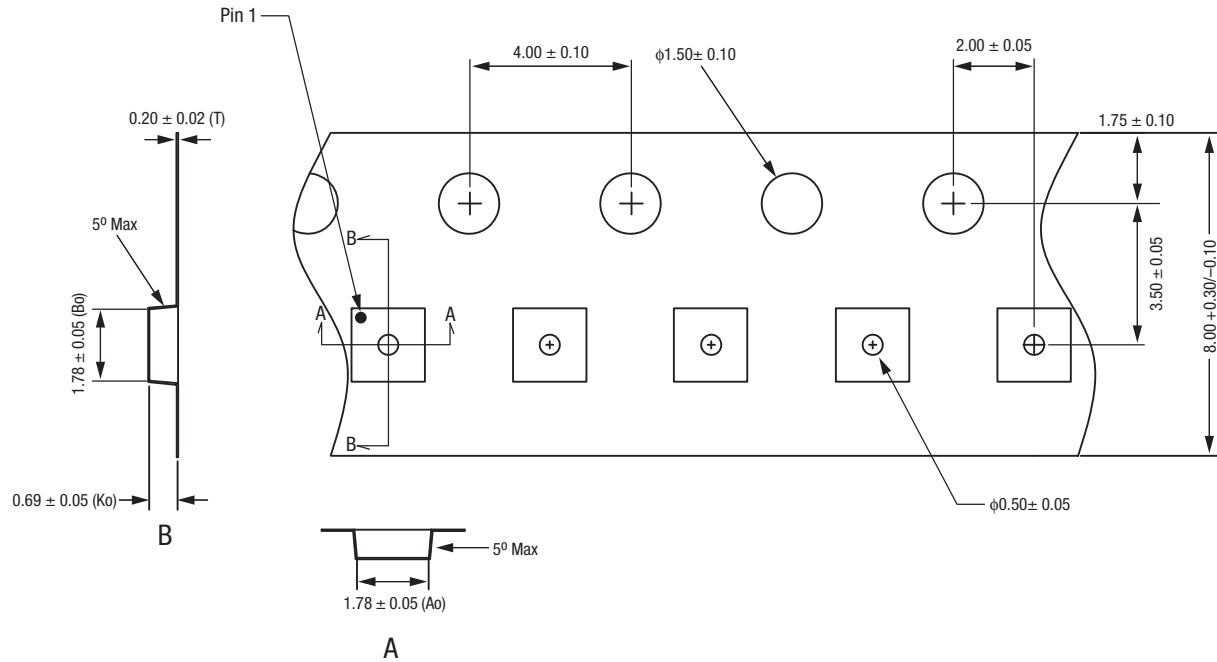 Pin 1
4.00 ± 0.10
ϕ1.50± 0.10
2.00 ± 0.05
0.20 ± 0.02 (T)
1.75 ± 0.10
5º Max
B
3.50 ± 0.05
8.00 +0.30/–0.10
1.78 ± 0.05 (Bo)
A
A
B
0.69 ± 0.05 (Ko)
ϕ0.50± 0.05
B
5º Max
1.78 ± 0.05 (Ao)
A